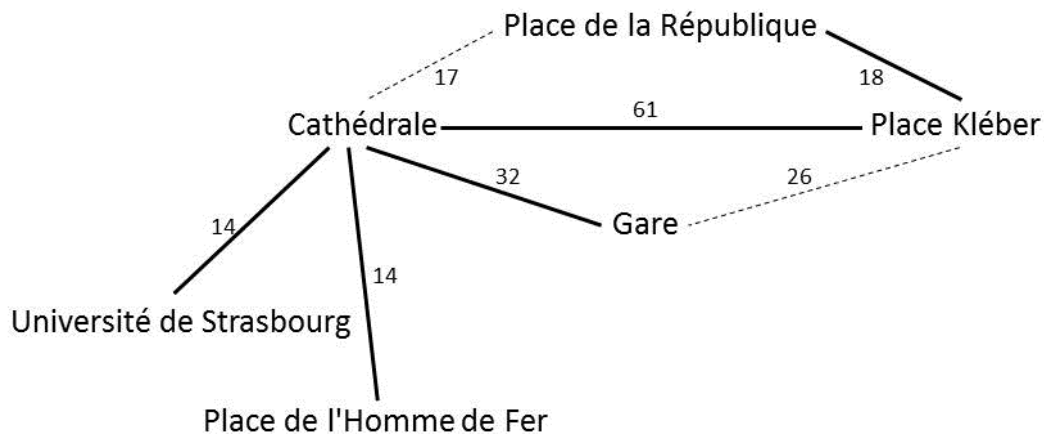 Place de la République
17
18
61
Cathédrale
Place Kléber
32
26
Gare
14
14
Université de Strasbourg
Place de l'Homme de Fer